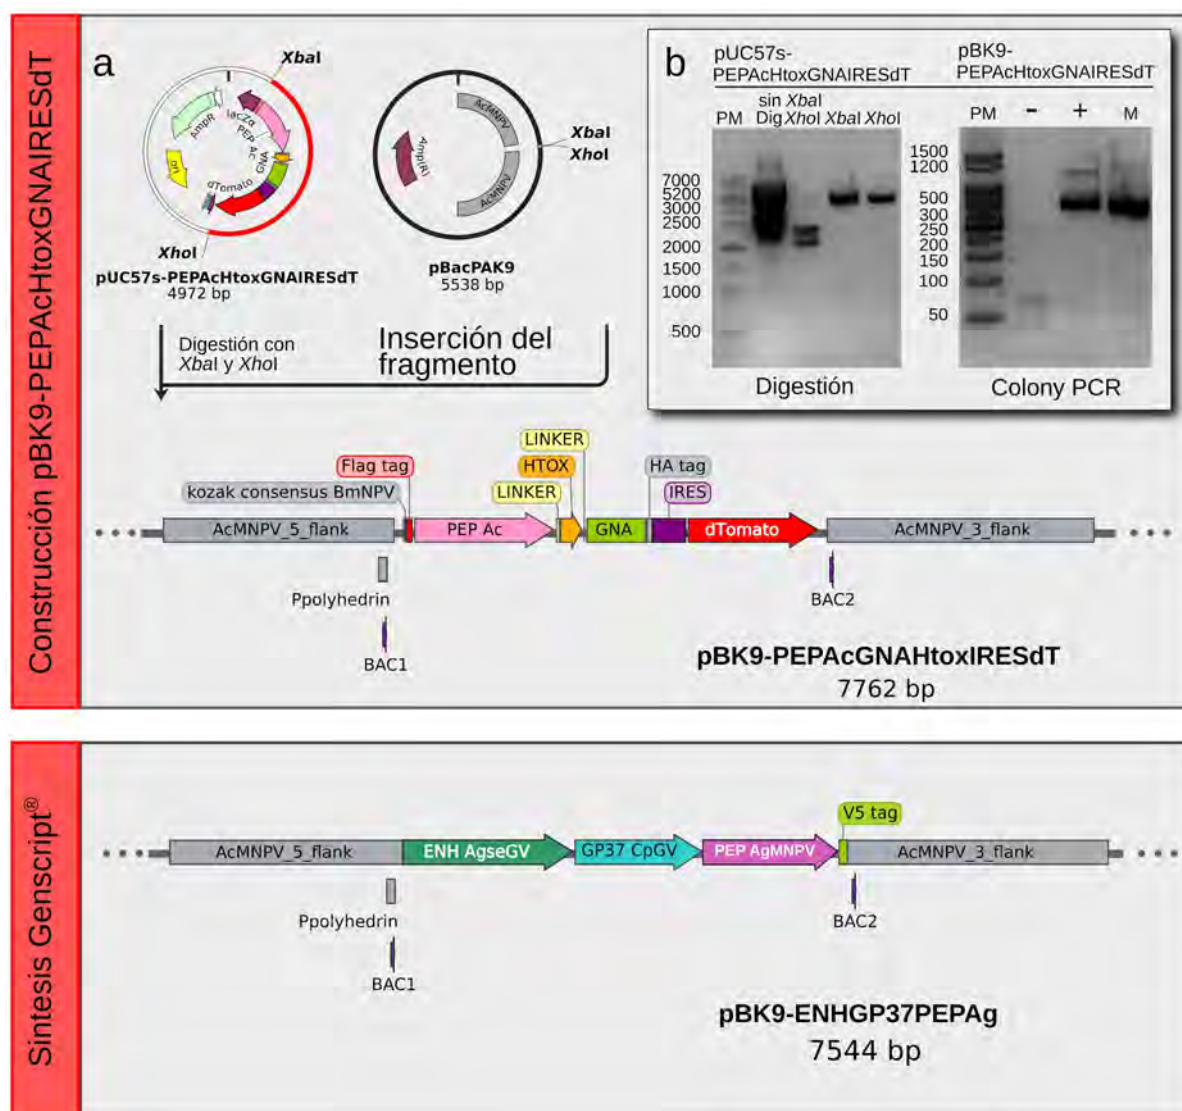 Construcción pBK9-PEPAcHtoxGNAIRESdT
a
XbaI
AmpR
lacZα
PEP Ac
GNA
ori
dTomato
XhoI
pUC57s-PEPAcHtoxGNAIRESdT
4972 bp
AcMNPV
Amp(R)
AcMNPV
XbaI
XhoI
pBacPAK9
5538 bp
Digestión con
XbaI y XhoI
Inserción del
fragmento
b
pUC57s-
PEPAcHtoxGNAIRESdT
sin XbaI
PM Dig XhoI XbaI XhoI
7000
5200
3000
2500
2000
1500
1000
500
Digestión
pBK9-
PEPAcHtoxGNAIRESdT
PM - + M
1500
1200
500
300
250
200
150
100
50
Colony PCR
LINKER
Flag tag
HTOX
HA tag
kozak consensus BmNPV
LINKER
IRES
AcMNPV_5_flank
PEP Ac
GNA
dTomato
AcMNPV_3_flank
Ppolyhedrin
BAC2
BAC1
pBK9-PEPAcGNAHtoxIRESdT
7762 bp
Sintesis Genscript®
V5 tag
AcMNPV_5_flank
ENH AgseGV
GP37 CpGV
PEP AgMNPV
AcMNPV_3_flank
Ppolyhedrin
BAC2
BAC1
pBK9-ENHGP37PEPAg
7544 bp